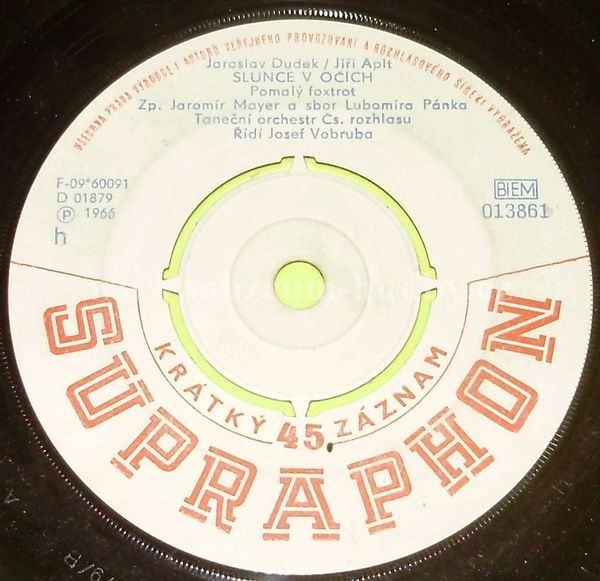 VŠECHNA PRÁVA VÝROBCE I AUTORŮ VEŘEJNÉHO PROVOZOVÁNÍ A ROZHLASOVÉHO ŠÍŘENÍ VYHRAŽENA
Jaroslav Dudek / Jiří Aplt
SLUNCE V OČÍCH
Pomalý foxtrot
Zp. Jaromír Mayer a sbor Lubomíra Pánka
Taneční orchestr Čs. rozhlasu
Řídí Josef Vobruba
F-09*60091
D 01879
Ⓟ 1966
h
BIEM
013861
KRÁTKÝ 45 ZÁZNAM
SUPRAPHON
A